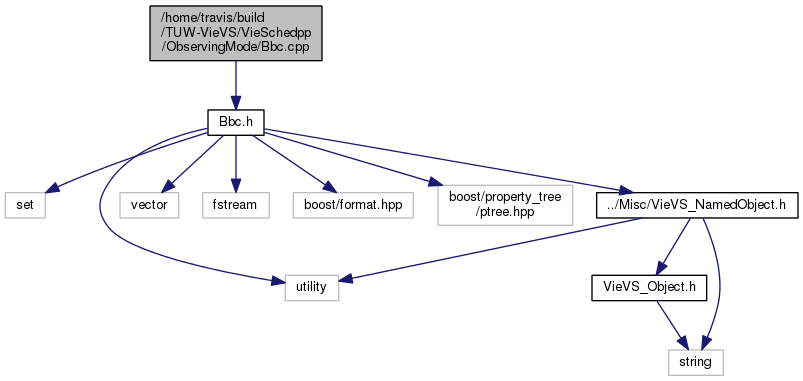 /home/travis/build
/TUW-VieVS/VieSchedpp
/ObservingMode/Bbc.cpp
Bbc.h
set
vector
fstream
boost/format.hpp
boost/property_tree
/ptree.hpp
../Misc/VieVS_NamedObject.h
utility
VieVS_Object.h
string